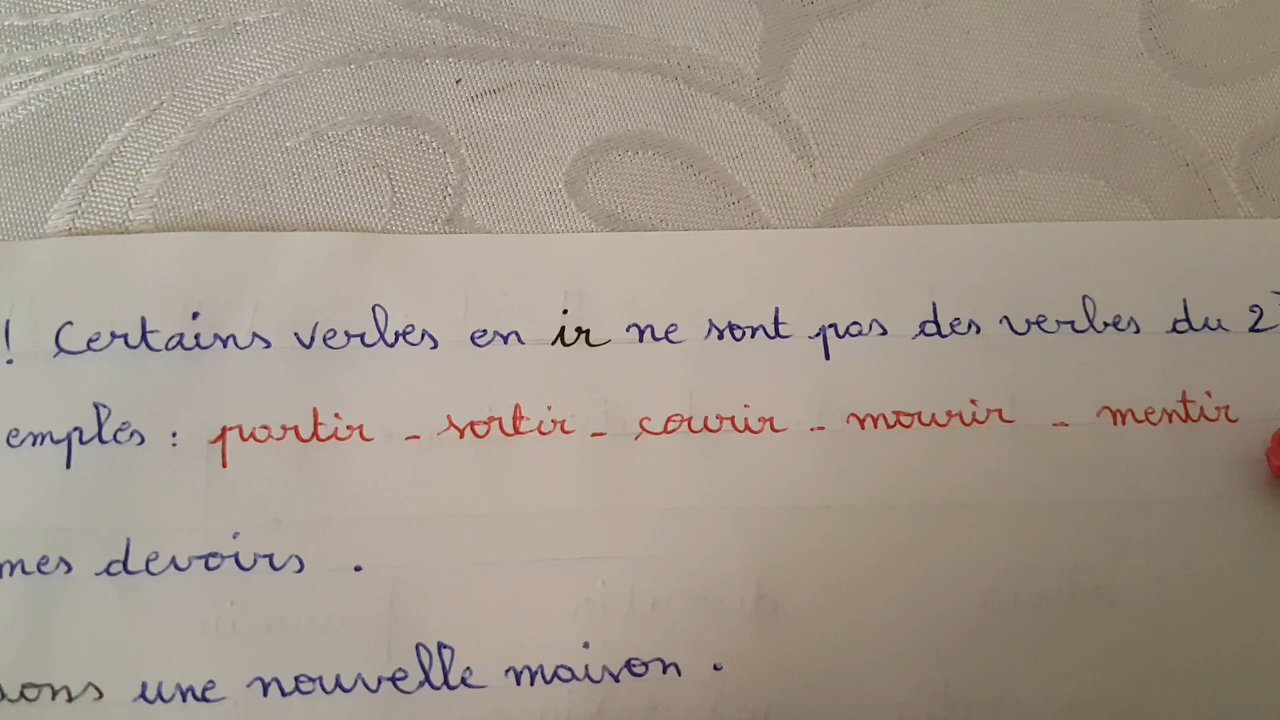 ! Certains verbes en ir ne sont pas des verbes du 2
emples : partir - sortir - courir - mourir - mentir
mes devoirs .
sons une nouvelle maison .